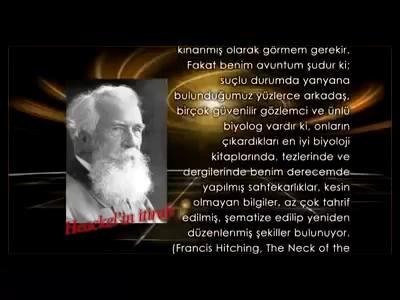 kınanmış olarak görmem gerekir.
Fakat benim avuntum şudur ki;
suçlu durumda yanyana
bulunduğumuz yüzlerce arkadaş,
birçok güvenilir gözlemci ve ünlü
biyolog vardır ki, onların
çıkardıkları en iyi biyoloji
kitaplarında, tezlerinde ve
dergilerinde benim derecemde
yapılmış sahtekarlıklar, kesin
olmayan bilgiler, az çok tahrif
edilmiş, şematize edilip yeniden
düzenlenmiş şekiller bulunuyor.
(Francis Hitching, The Neck of the
Heackel'in itirafı